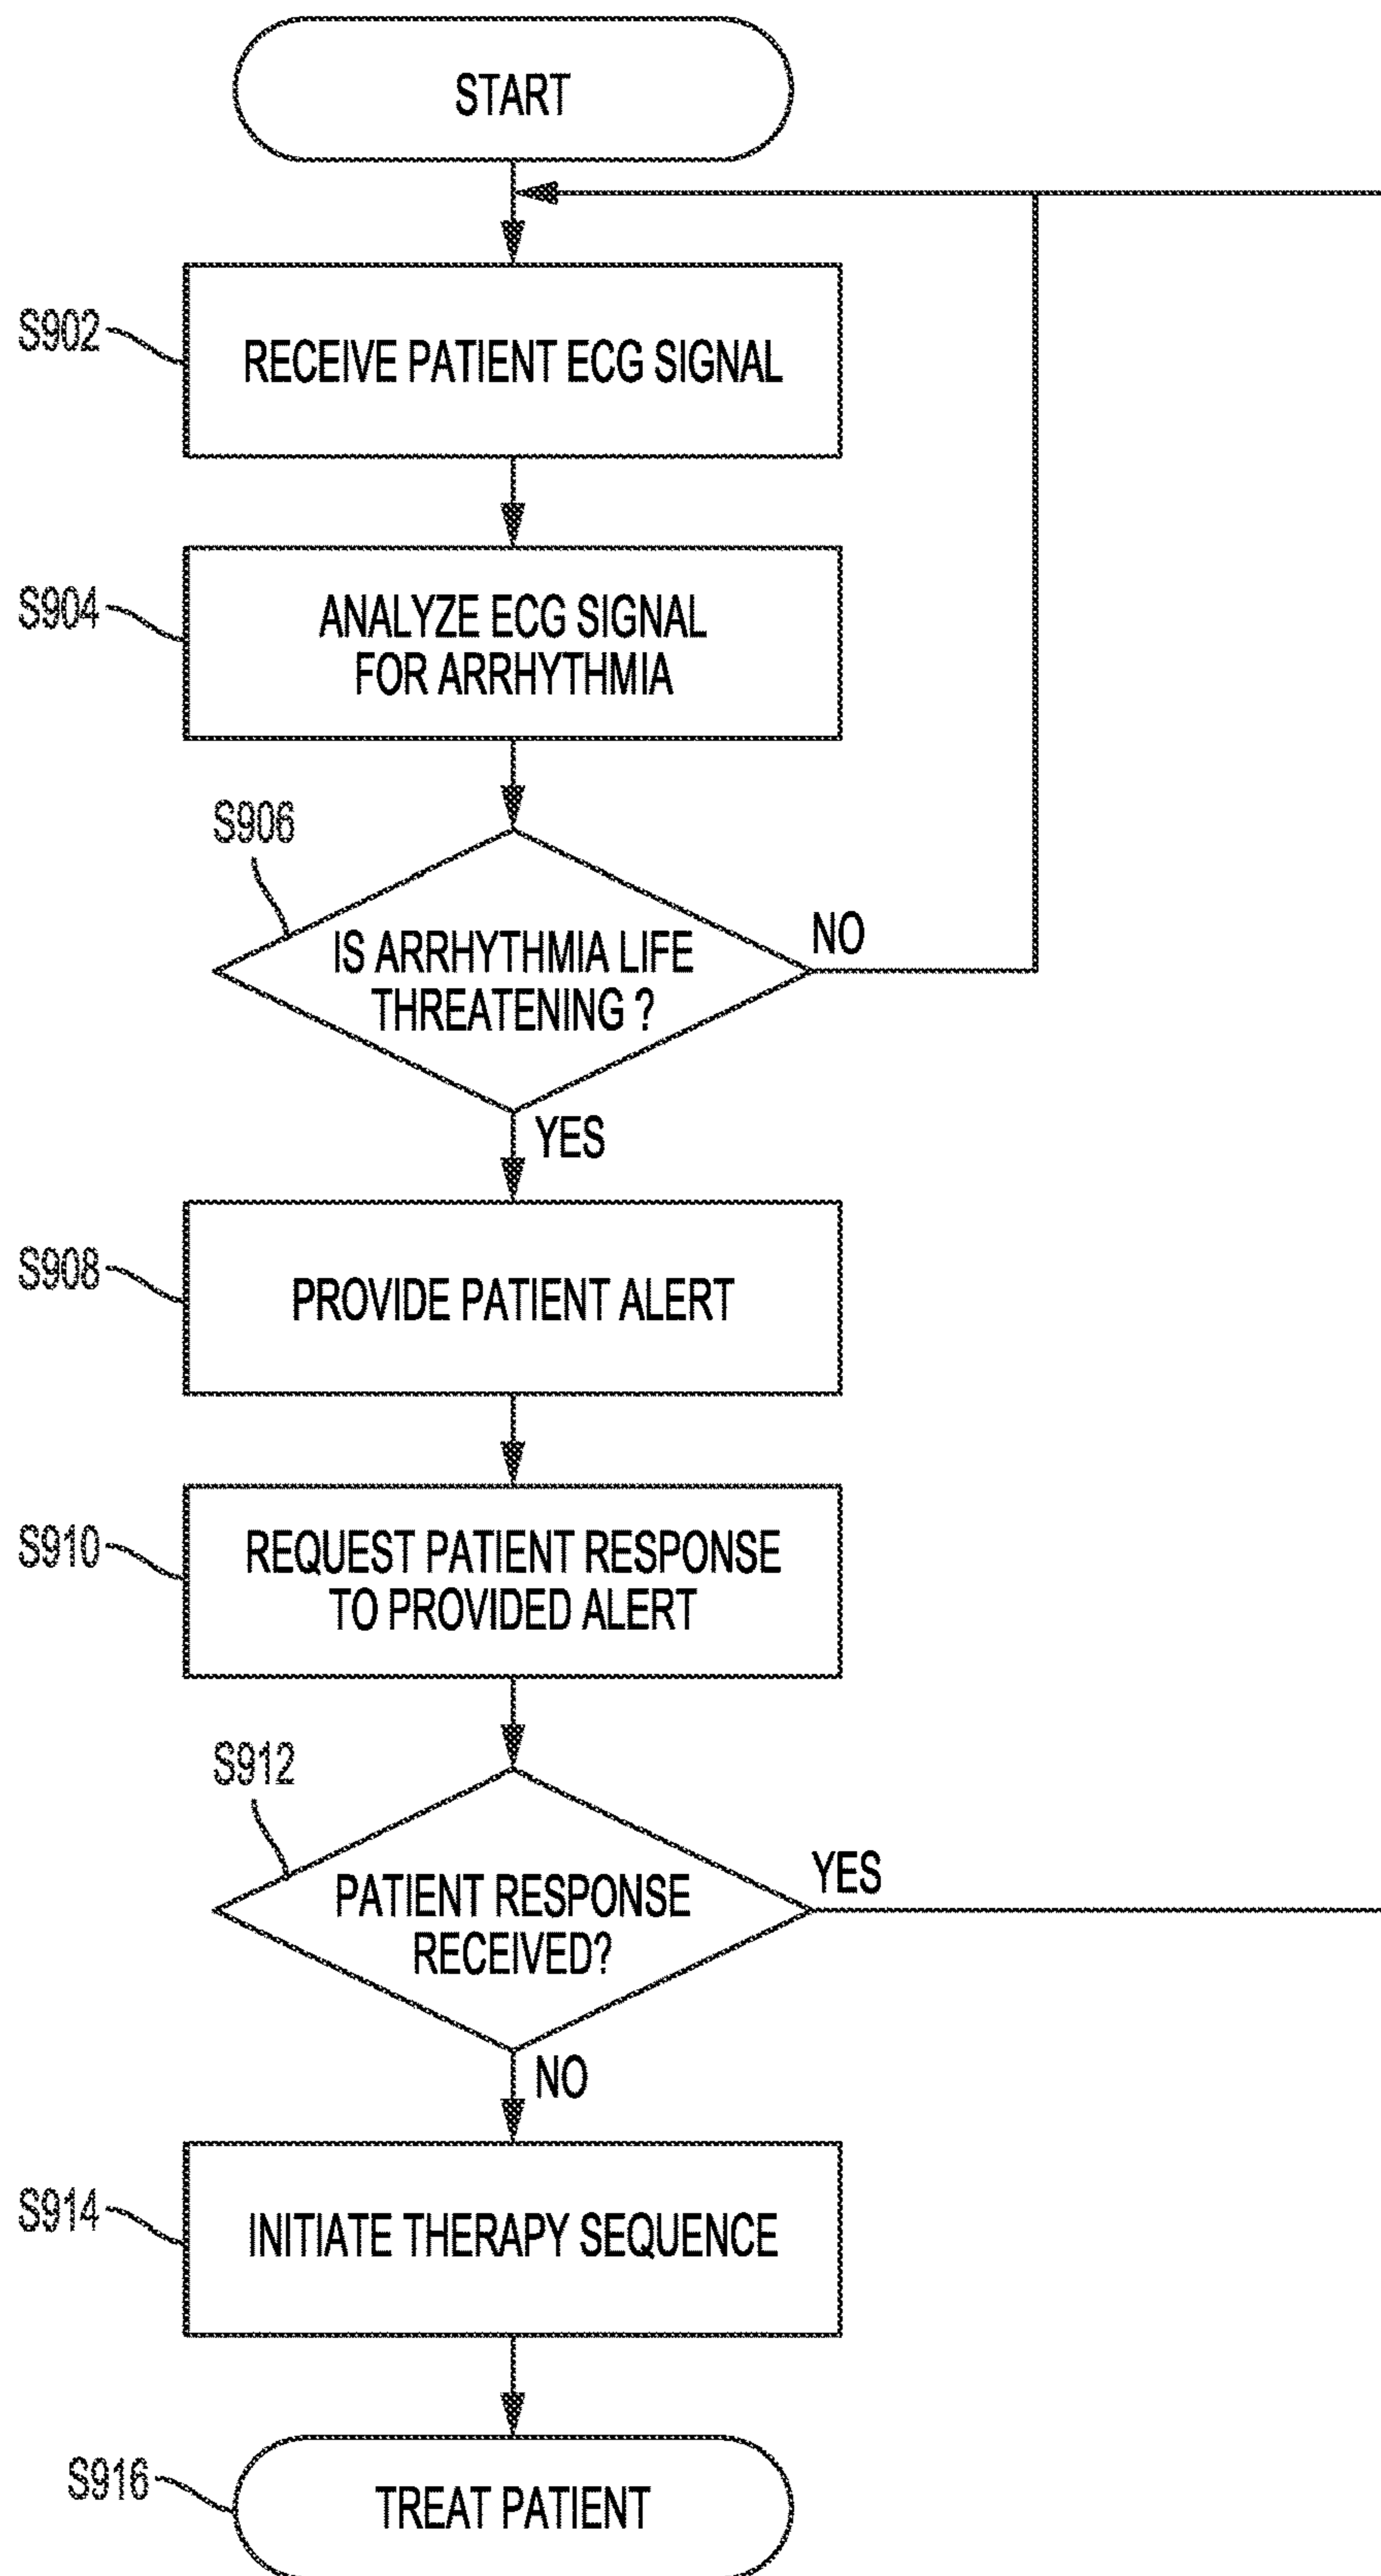 START
S902
RECEIVE PATIENT ECG SIGNAL
S904
ANALYZE ECG SIGNAL
FOR ARRHYTHMIA
S906
IS ARRHYTHMIA LIFE
THREATENING ?
NO
YES
S908
PROVIDE PATIENT ALERT
S910
REQUEST PATIENT RESPONSE
TO PROVIDED ALERT
S912
PATIENT RESPONSE
RECEIVED?
YES
NO
S914
INITIATE THERAPY SEQUENCE
S916
TREAT PATIENT